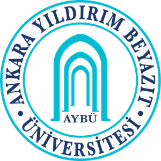 ANKARA YILDIRIM BEYAZIT
AYBÜ
ÜNİVERSİTESİ